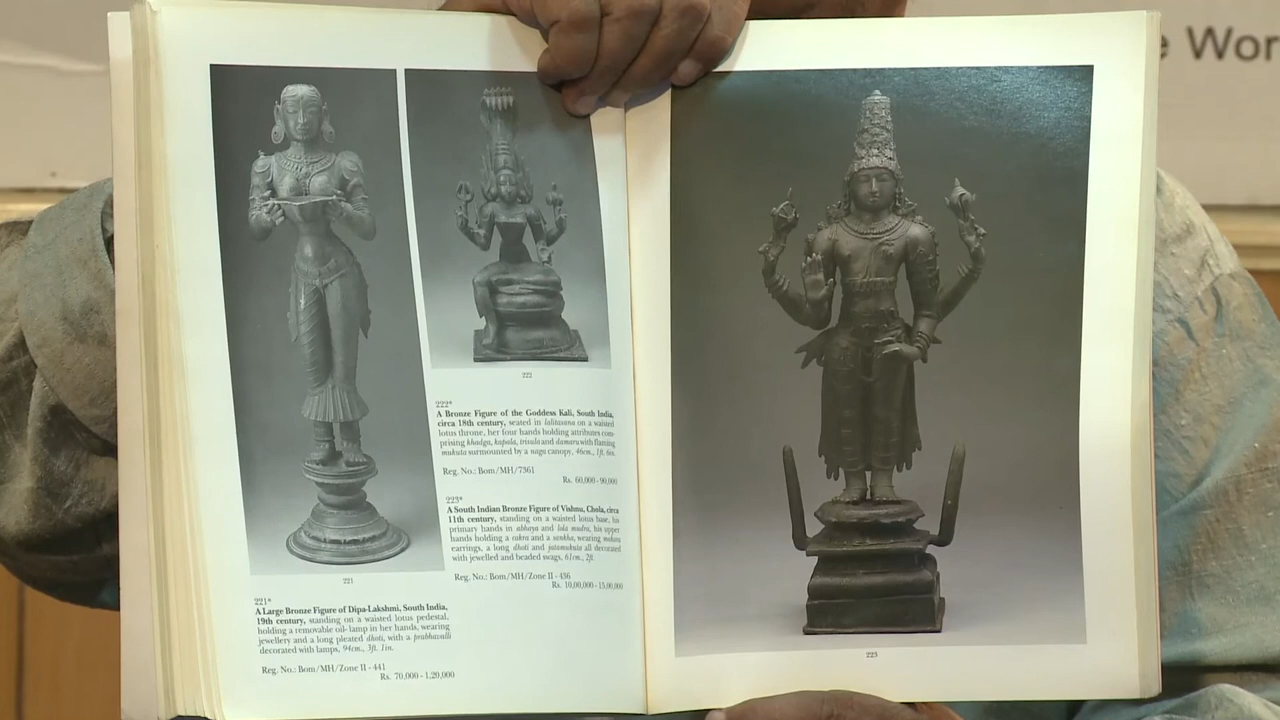 e Wor
222
222*
A Bronze Figure of the Goddess Kali, South India,
circa 18th century, seated in lalitasana on a waisted
lotus throne, her four hands holding attributes com-
prising khadga, kapala, trisula and damaru with flaming
mukuta surmounted by a naga canopy, 46cm., 1ft. 6in.
Reg. No.: Bom/MH/7361
Rs. 60,000-90,000
223*
A South Indian Bronze Figure of Vishnu, Chola, circa
11th century, standing on a waisted lotus base, his
primary hands in abhaya and lola mudra, his upper
hands holding a cakra and a sankha, wearing makara
earrings, a long dhoti and jatamukuta all decorated
with jewelled and beaded swags, 61cm., 2ft.
Reg. No.: Bom/MH/Zone II - 436
Rs. 10,00,000 - 15,00,000
221
221*
A Large Bronze Figure of Dipa-Lakshmi, South India,
19th century, standing on a waisted lotus pedestal,
holding a removable oil-lamp in her hands, wearing
jewellery and a long pleated dhoti, with a prabhavalli
decorated with lamps, 94cm., 3ft. 1in.
Reg. No.: Bom/MH/Zone II - 441
Rs. 70,000 - 1,20,000
223